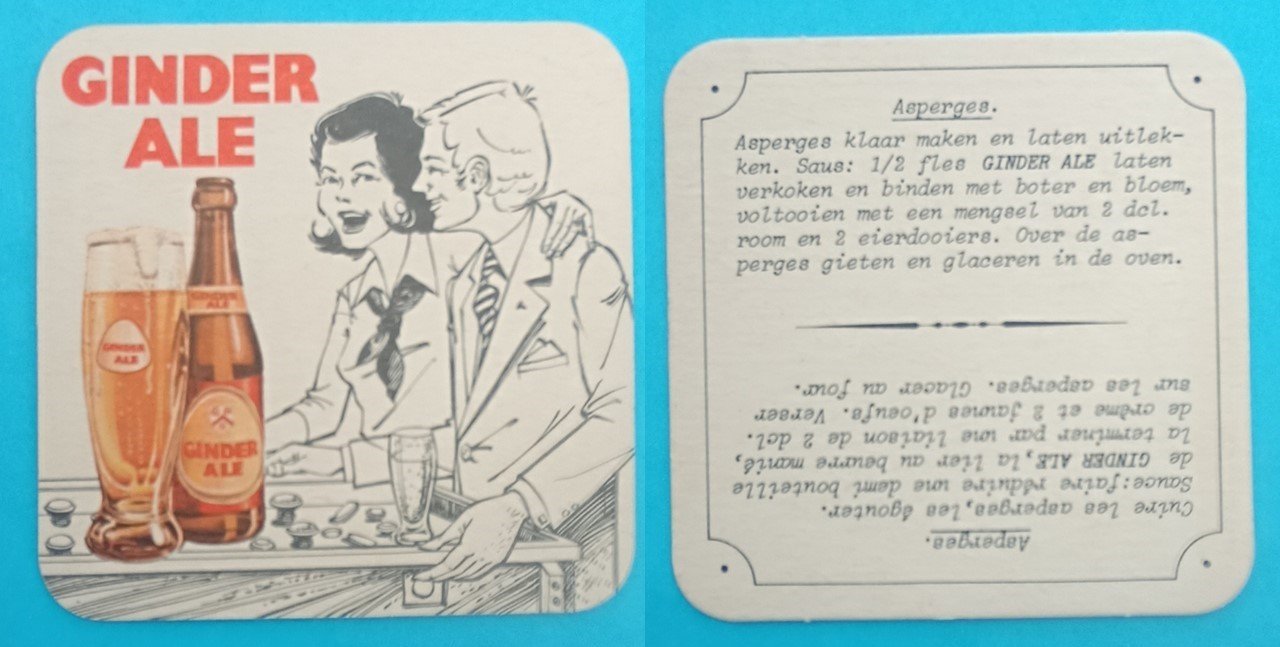 GINDER
ALE
GINDER
ALE
GINDER
ALE
GINDER
ALE
Asperges.
Asperges klaar maken en laten uitlek-
ken. Saus: 1/2 fles GINDER ALE laten
verkoken en binden met boter en bloem,
voltooien met een mengsel van 2 dcl.
room en 2 eierdooiers. Over de as-
perges gieten en glaceren in de oven.
Asperges.
Cuire les asperges, les égouter.
Sauce: faire réduire une demi bouteille
de GINDER ALE, la lier au beurre manié,
la terminer par une liaison de 2 dcl.
de crème et 2 jaunes d'oeufs. Verser
sur les asperges. Glacer au four.